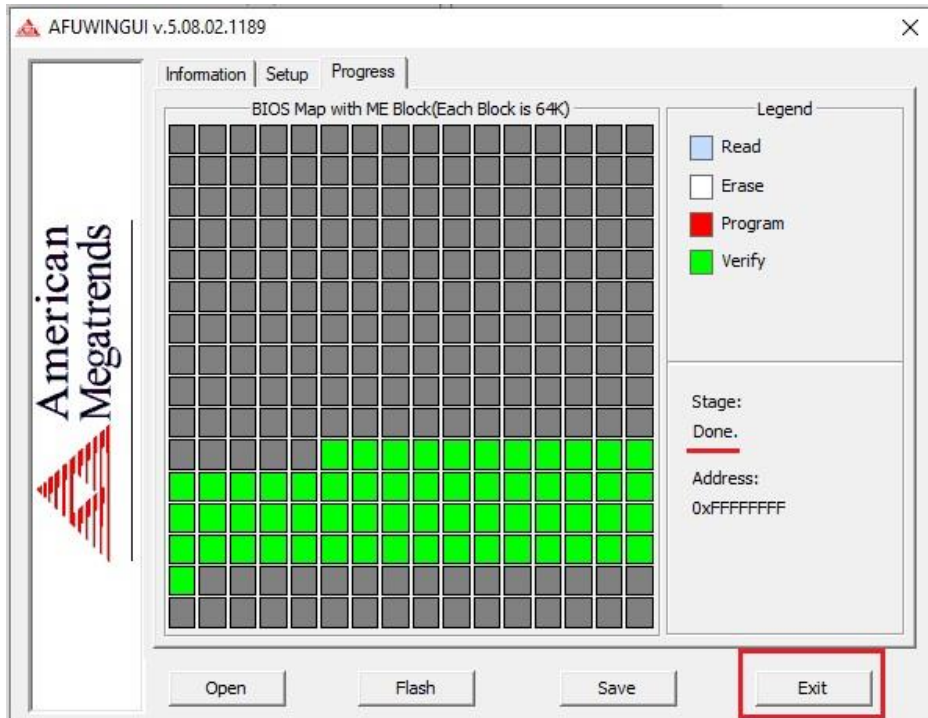 AFUWINGUI v.5.08.02.1189
Information
Setup
Progress
American
Megatrends
BIOS Map with ME Block(Each Block is 64K)
Legend
Read
Erase
Program
Verify
Stage:
Done.
Address:
0xFFFFFFFF
Open
Flash
Save
Exit